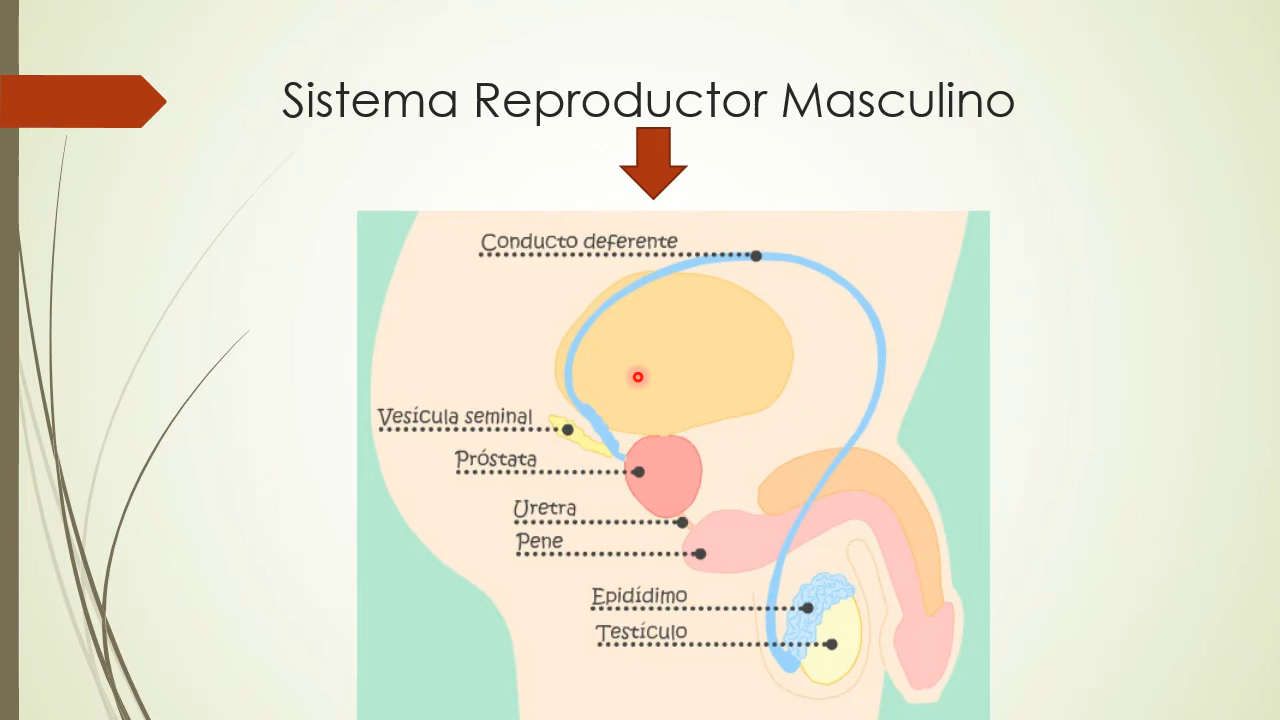 Sistema Reproductor Masculino
Conducto deferente
Vesícula seminal
Próstata
Uretra
Pene
Epidídimo
Testículo